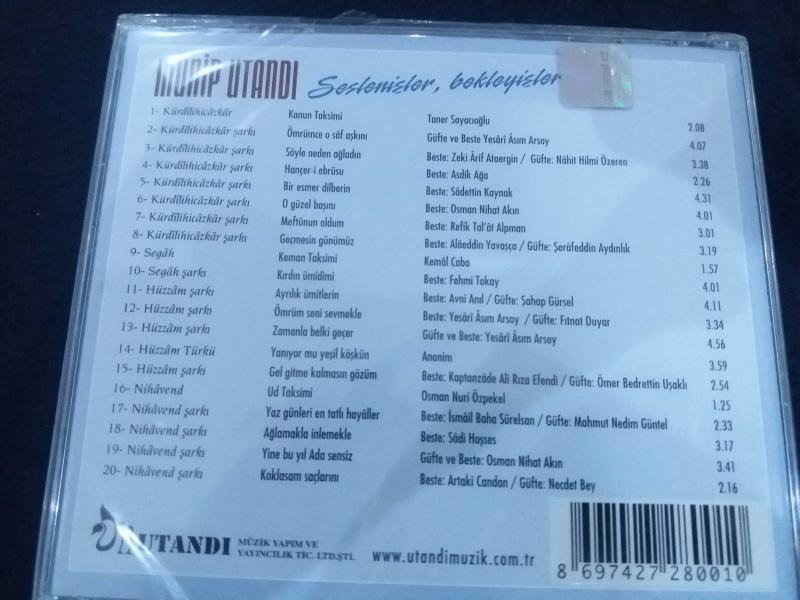 MÜNİP UTANDI Seslenişler, bekleyişler
1- Kürdîlihicâzkâr Kanun Taksimi Taner Sayacıoğlu 2.08
2- Kürdîlihicâzkâr şarkı Ömrümce o sâf aşkını Güfte ve Beste Yesârî Âsım Arsoy 4.07
3- Kürdîlihicâzkâr şarkı Söyle neden ağladın Beste: Zeki Ârif Ataergin / Güfte: Nâhit Hilmi Özeren 3.38
4- Kürdîlihicâzkâr şarkı Hançer-i ebrûsu Beste: Asdik Ağa 2.26
5- Kürdîlihicâzkâr şarkı Bir esmer dilberin Beste: Sâdettin Kaynak 4.31
6- Kürdîlihicâzkâr şarkı O güzel başını Beste: Osman Nihat Akın 4.01
7- Kürdîlihicâzkâr şarkı Meftûnun oldum Beste: Refik Tal'ât Alpman 3.01
8- Kürdîlihicâzkâr şarkı Geçmesin günümüz Beste: Alâeddin Yavaşça / Güfte: Şerâfeddin Aydınlık 3.19
9- Segâh Keman Taksimi Kemâl Caba 1.57
10- Segâh şarkı Kırdın ümidimi Beste: Fehmi Tokay 4.01
11- Hüzzâm şarkı Ayrılık ümitlerin Beste: Avni Anıl / Güfte: Şahap Gürsel 4.11
12- Hüzzâm şarkı Ömrüm seni sevmekle Beste: Yesârî Âsım Arsoy / Güfte: Fıtnat Duyar 3.34
13- Hüzzâm şarkı Zamanla belki geçer Güfte ve Beste: Yesârî Âsım Arsoy 4.56
14- Hüzzâm Türkü Yanıyor mu yeşil köşkün Anonim 3.59
15- Hüzzâm şarkı Gel gitme kalmasın gözüm Beste: Kaptanzâde Ali Rıza Efendi / Güfte: Ömer Bedrettin Uşaklı 2.54
16- Nihâvend Ud Taksimi Osman Nuri Özpekel 1.25
17- Nihâvend şarkı Yaz günleri en tatlı hayâller Beste: İsmâil Baha Sürelsan / Güfte: Mahmut Nedim Güntel 2.33
18- Nihâvend şarkı Ağlamakla inlemekle Beste: Sâdi Hoşses 3.17
19- Nihâvend şarkı Yine bu yıl Ada sensiz Güfte ve Beste: Osman Nihat Akın 3.41
20- Nihâvend şarkı Koklasam saçlarını Beste: Artaki Candan / Güfte: Necdet Bey 2.16
UTANDI MÜZİK YAPIM VE
YAYINCILIK TİC. LTD.ŞTİ.
www.utandimuzik.com.tr
8 697427 280010